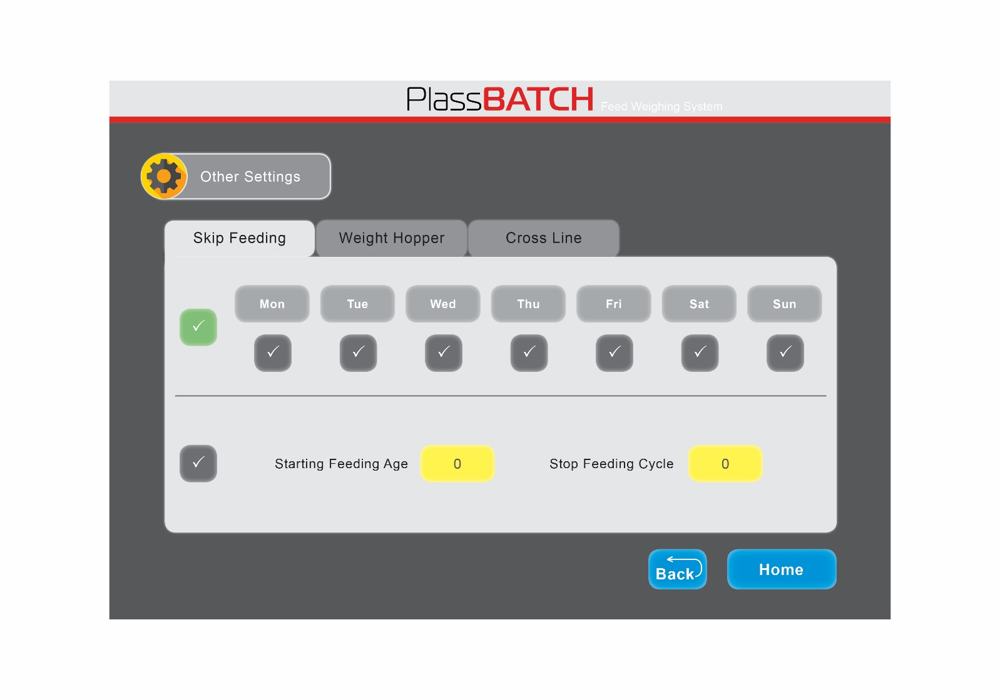 PlassBATCH Feed Weighing System
Other Settings
Skip Feeding Weight Hopper Cross Line
Mon Tue Wed Thu Fri Sat Sun
Starting Feeding Age 0 Stop Feeding Cycle 0
Back Home